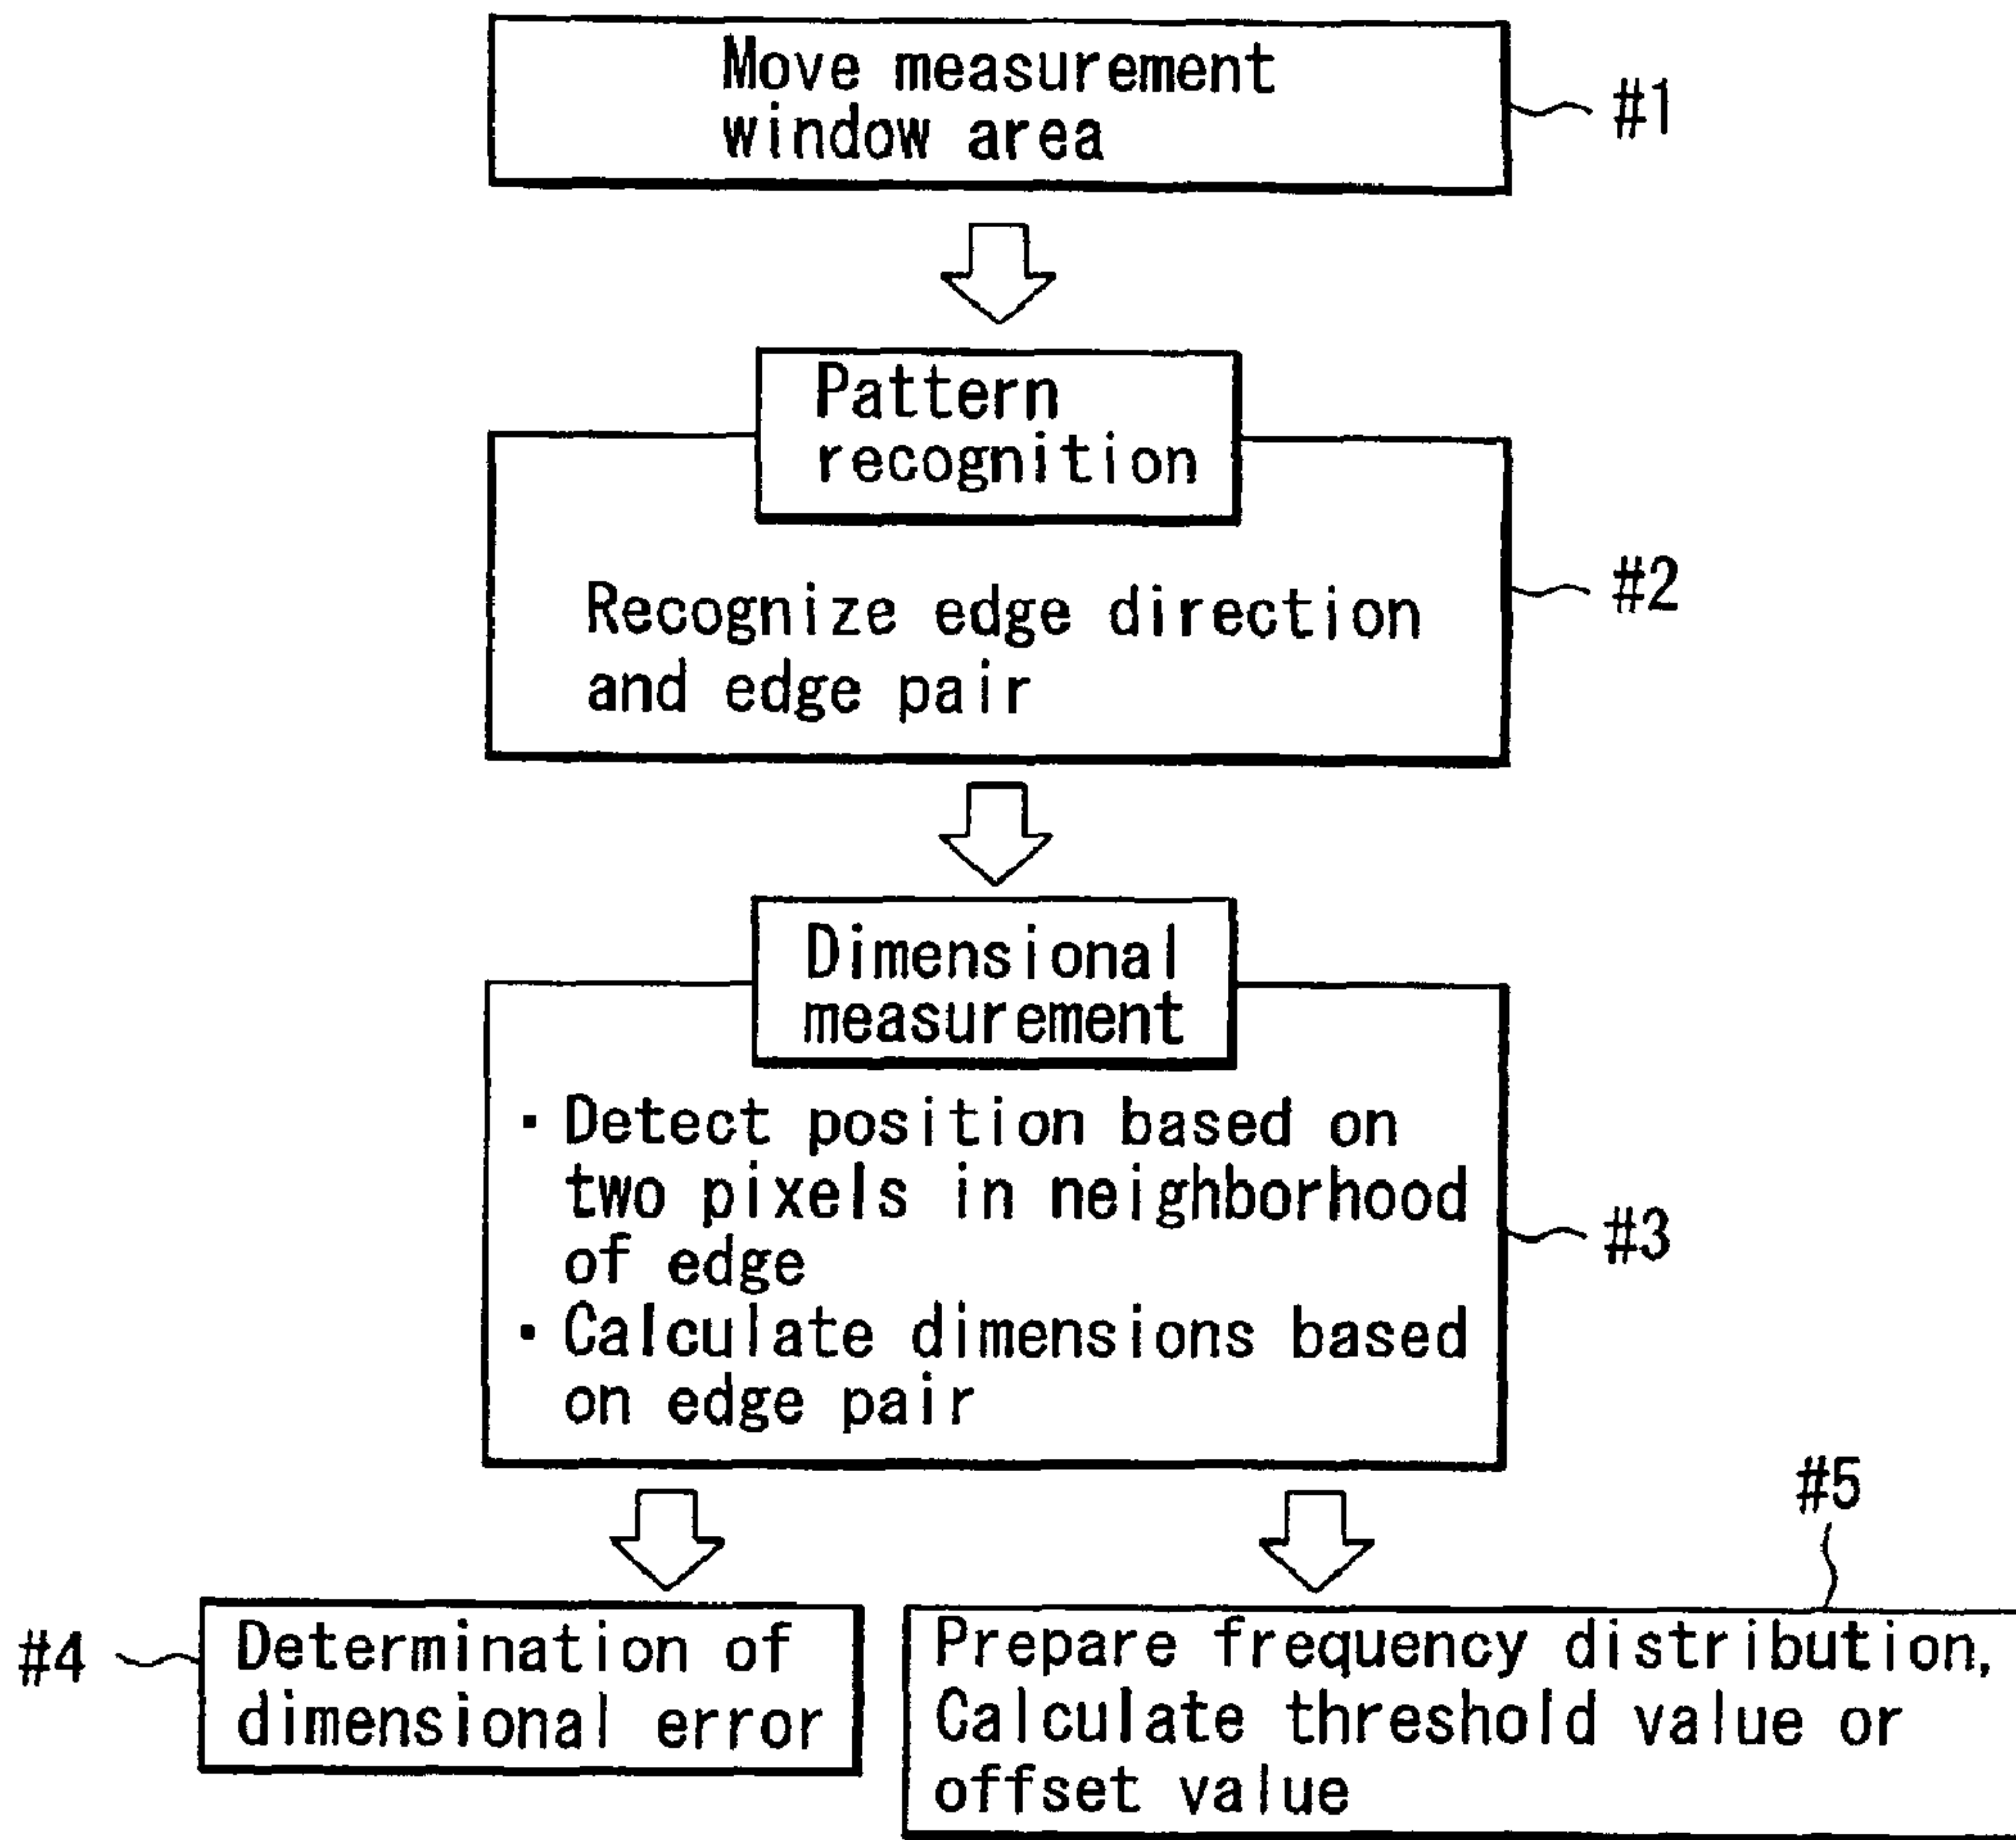 Move measurement
window area
#1
Pattern
recognition
Recognize edge direction
and edge pair
#2
Dimensional
measurement
・Detect position based on
two pixels in neighborhood
of edge
・Calculate dimensions based
on edge pair
#3
#4
Determination of
dimensional error
#5
Prepare frequency distribution,
Calculate threshold value or
offset value